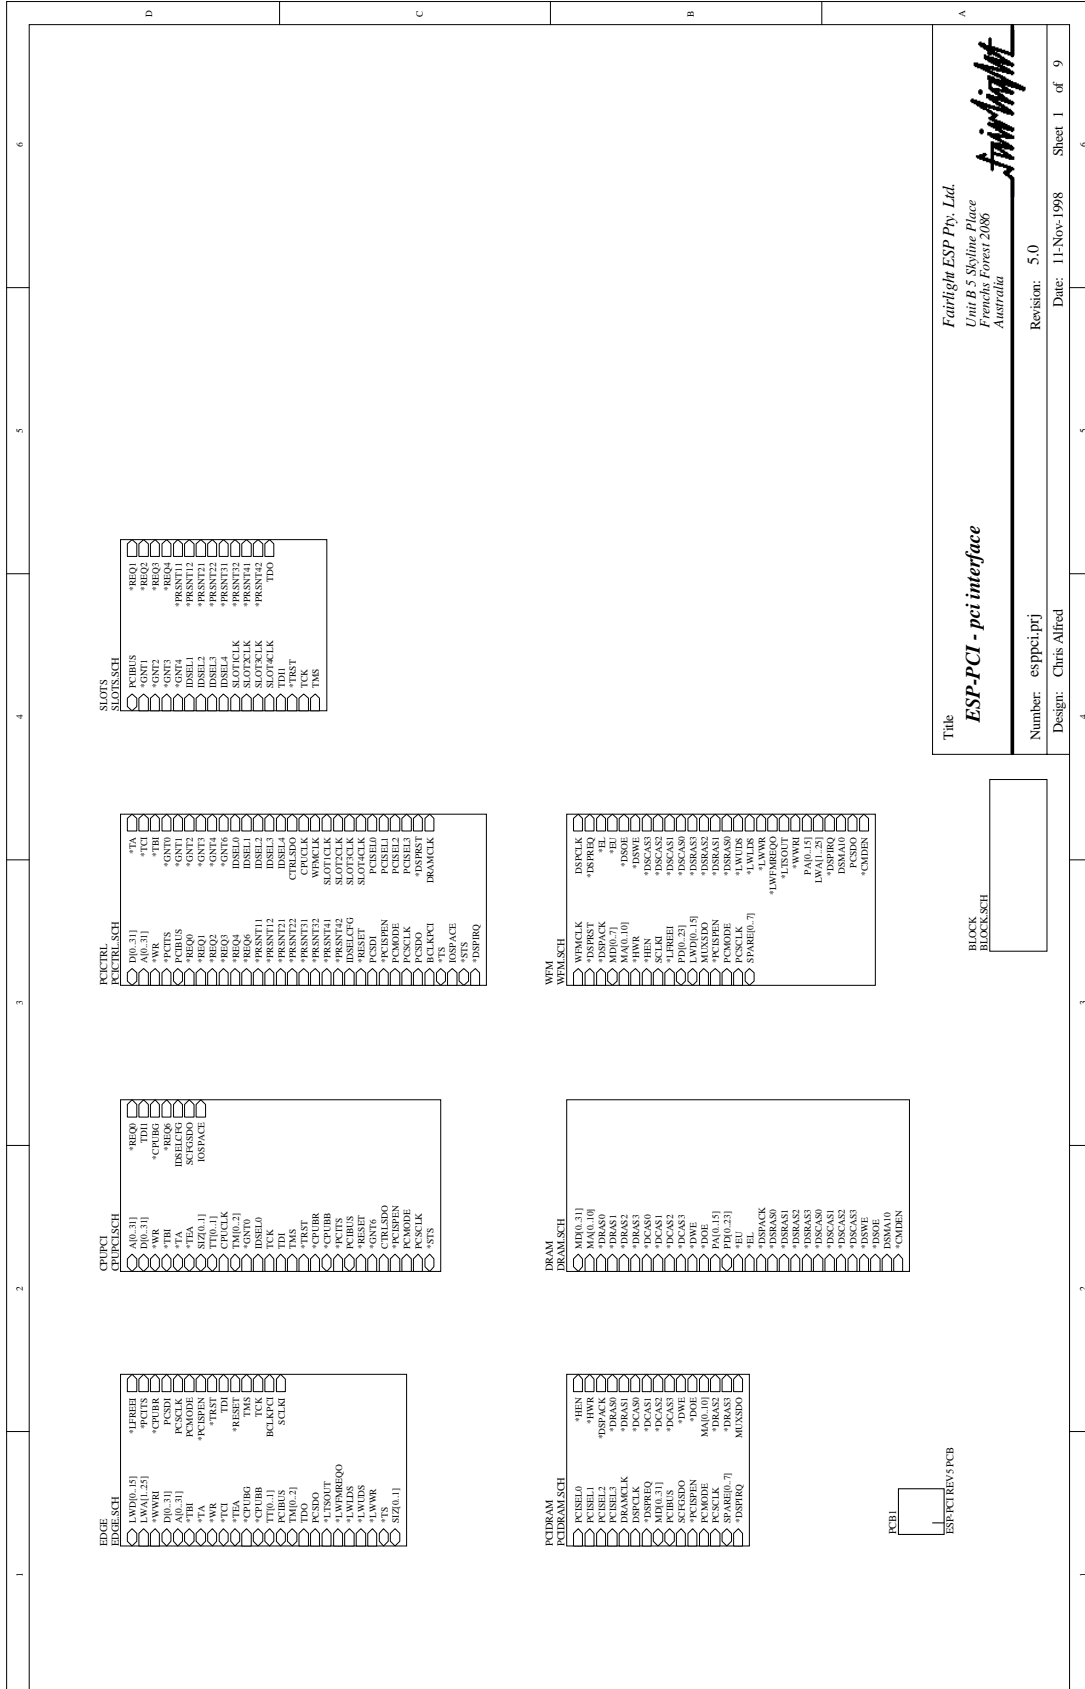 1
2
3
4
5
6
D
C
B
A
EDGE
EDGE.SCH
LWD[0..15]
LWA[1..25]
*WWRI
D[0..31]
A[0..31]
*TBI
*TA
*WR
*TCI
*TEA
*CPUBG
*CPUBB
TT[0..1]
PCIBUS
TM[0..2]
TDO
PCSDO
*LTSOUT
*LWFMREQO
*LWLDS
*LWUDS
*LWWR
*TS
SIZ[0..1]
*LFREEI
*PCITS
*CPUBR
PCSDI
PCSCLK
PCMODE
*PCISPEN
*TRST
TDI
*RESET
TMS
TCK
BCLKPCI
SCLKI
CPUPCI
CPUPCI.SCH
A[0..31]
D[0..31]
*WR
*TBI
*TA
*TEA
SIZ[0..1]
TT[0..1]
CPUCLK
TM[0..2]
*GNT0
IDSEL0
TCK
TDI
TMS
*TRST
*CPUBR
*CPUBB
*PCITS
PCIBUS
*RESET
*GNT6
CTRLSDO
*PCISPEN
PCMODE
PCSCLK
*STS
*REQ0
TDI1
*CPUBG
*REQ6
IDSELCFG
SCFGSDO
IOSPACE
PCICTRL
PCICTRL.SCH
D[0..31]
A[0..31]
*WR
*PCITS
PCIBUS
*REQ0
*REQ1
*REQ2
*REQ3
*REQ4
*REQ6
*PRSNT11
*PRSNT12
*PRSNT21
*PRSNT22
*PRSNT31
*PRSNT32
*PRSNT41
*PRSNT42
IDSELCFG
*RESET
PCSDI
*PCISPEN
PCMODE
PCSCLK
PCSDO
BCLKPCI
*TS
IOSPACE
*STS
*DSPIRQ
*TA
*TCI
*TBI
*GNT0
*GNT1
*GNT2
*GNT3
*GNT4
*GNT6
IDSEL0
IDSEL1
IDSEL2
IDSEL3
IDSEL4
CTRLSDO
CPUCLK
WFMCLK
SLOT1CLK
SLOT2CLK
SLOT3CLK
SLOT4CLK
PCISEL0
PCISEL1
PCISEL2
PCISEL3
*DSPRST
DRAMCLK
SLOTS
SLOTS.SCH
PCIBUS
*GNT1
*GNT2
*GNT3
*GNT4
IDSEL1
IDSEL2
IDSEL3
IDSEL4
SLOT1CLK
SLOT2CLK
SLOT3CLK
SLOT4CLK
TDI1
*TRST
TCK
TMS
*REQ1
*REQ2
*REQ3
*REQ4
*PRSNT11
*PRSNT12
*PRSNT21
*PRSNT22
*PRSNT31
*PRSNT32
*PRSNT41
*PRSNT42
TDO
PCIDRAM
PCIDRAM.SCH
PCISEL0
PCISEL1
PCISEL2
PCISEL3
DRAMCLK
DSPCLK
*DSPREQ
MD[0..31]
PCIBUS
SCFGSDO
*PCISPEN
PCMODE
PCSCLK
SPARE[0..7]
*DSPIRQ
*HEN
*HWR
*DSPACK
*DRAS0
*DRAS1
*DCAS0
*DCAS1
*DCAS2
*DCAS3
*DWE
*DOE
MA[0..10]
*DRAS2
*DRAS3
MUXSDO
DRAM
DRAM.SCH
MD[0..31]
MA[0..10]
*DRAS0
*DRAS1
*DRAS2
*DRAS3
*DCAS0
*DCAS1
*DCAS2
*DCAS3
*DWE
*DOE
PA[0..15]
PD[0..23]
*EU
*EL
*DSPACK
*DSRAS0
*DSRAS1
*DSRAS2
*DSRAS3
*DSCAS0
*DSCAS1
*DSCAS2
*DSCAS3
*DSWE
*DSOE
DSMA10
*CMDEN
WFM
WFM.SCH
WFMCLK
*DSPRST
*DSPACK
MD[0..7]
MA[0..10]
*HWR
*HEN
SCLKI
*LFREEI
PD[0..23]
LWD[0..15]
MUXSDO
*PCISPEN
PCMODE
PCSCLK
SPARE[0..7]
DSPCLK
*DSPREQ
*EL
*EU
*DSOE
*DSWE
*DSCAS3
*DSCAS2
*DSCAS1
*DSCAS0
*DSRAS3
*DSRAS2
*DSRAS1
*DSRAS0
*LWUDS
*LWLDS
*LWWR
*LWFMREQO
*LTSOUT
*WWRI
PA[0..15]
LWA[1..25]
*DSPIRQ
DSMA10
PCSDO
*CMDEN
PCB1
ESP-PCI REV5 PCB
BLOCK
BLOCK.SCH
Title
ESP-PCI - pci interface
Fairlight ESP Pty. Ltd.
Unit B 5 Skyline Place
Frenchs Forest 2086
Australia
fairlight
Number: esppci.prj Revision: 5.0
Design: Chris Alfred Date: 11-Nov-1998 Sheet 1 of 9
1
2
3
4
5
6